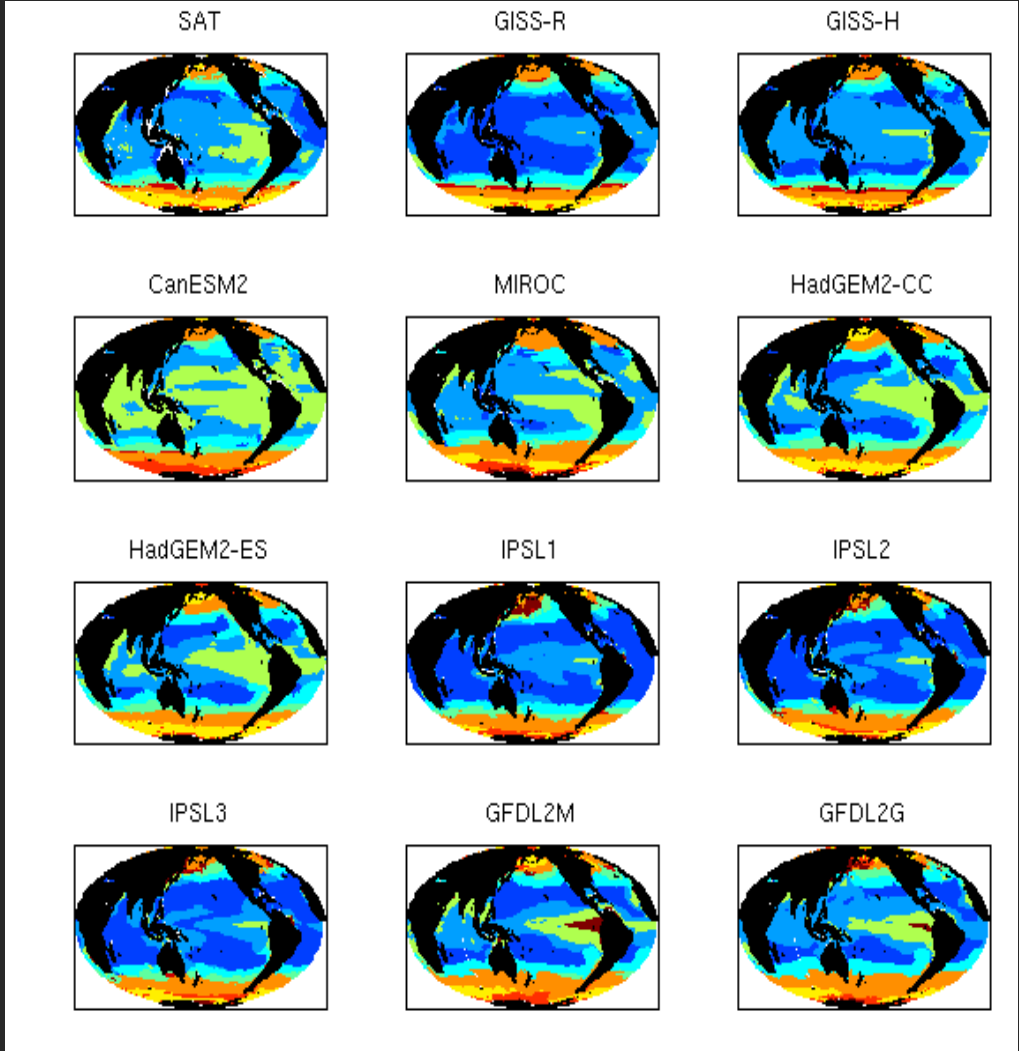 SAT
GISS-R
GISS-H
CanESM2
MIROC
HadGEM2-CC
HadGEM2-ES
IPSL1
IPSL2
IPSL3
GFDL2M
GFDL2G